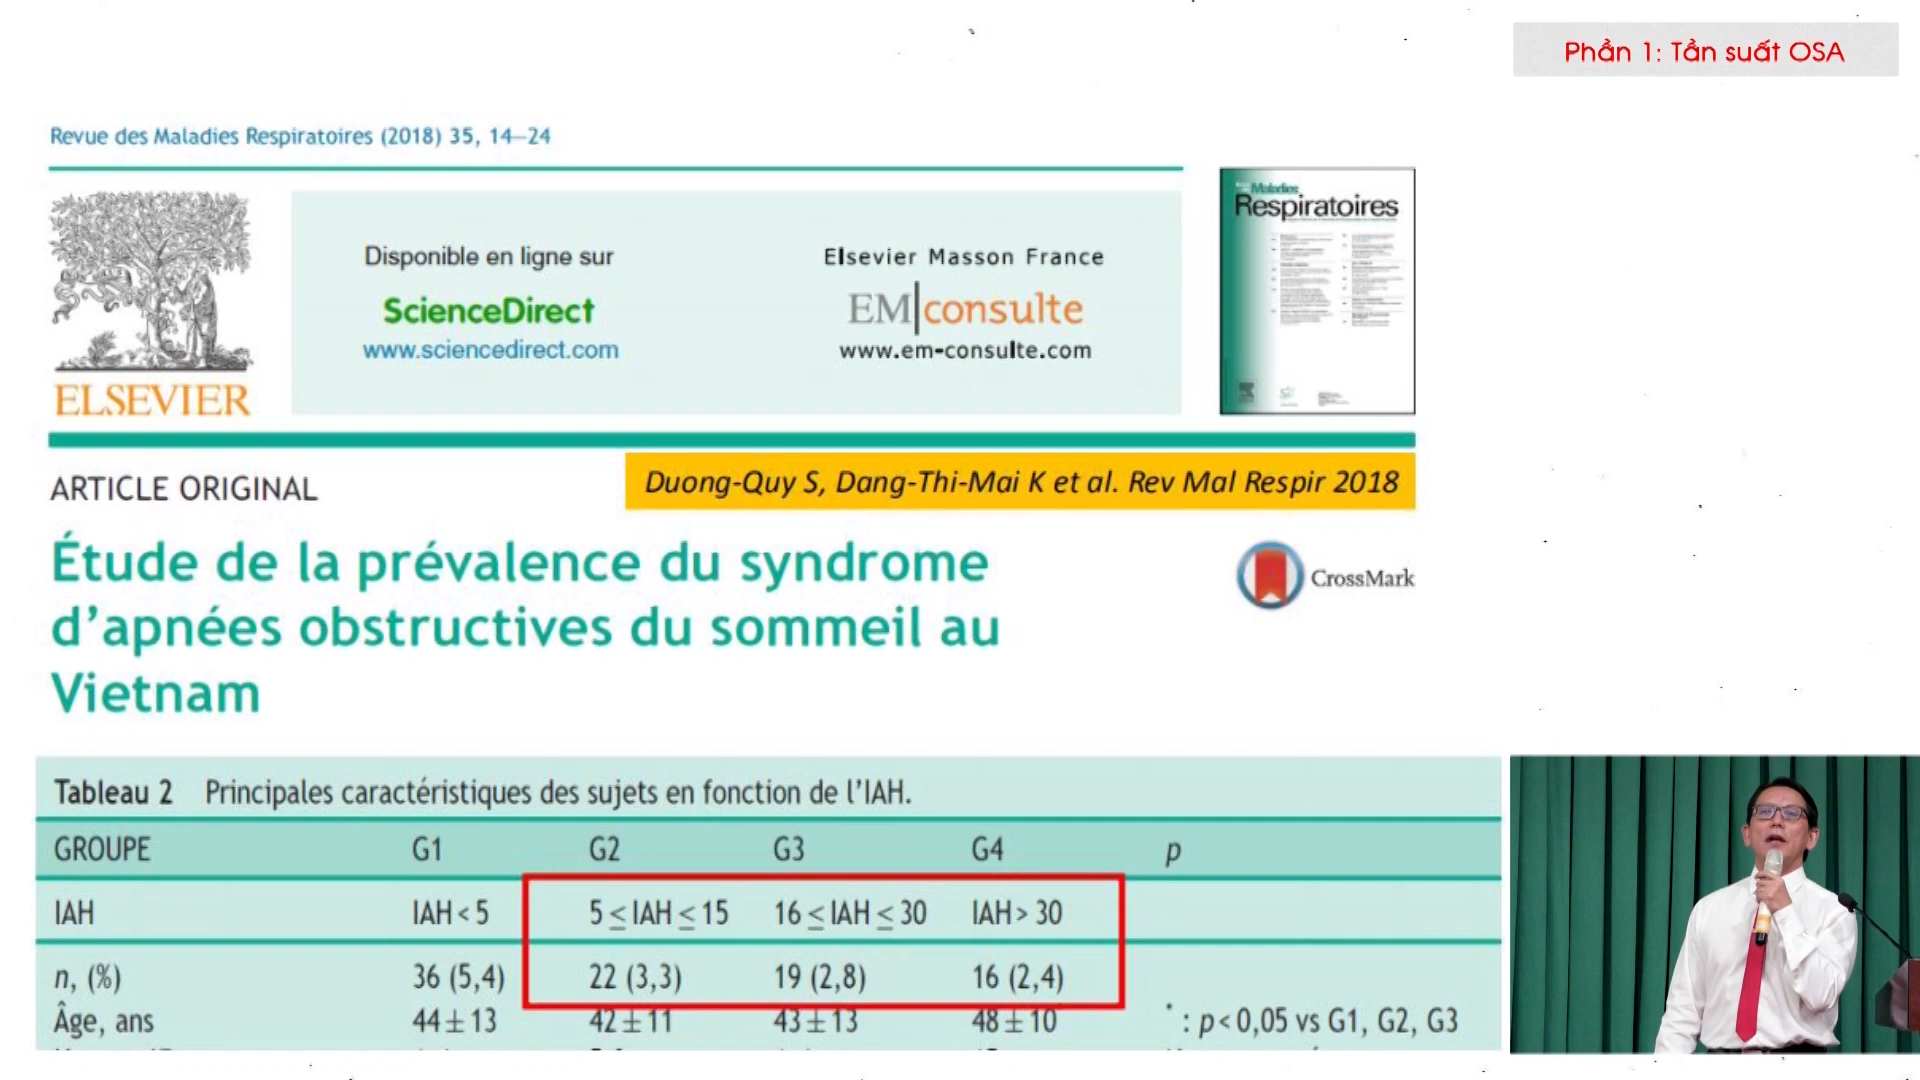 Phần 1: Tần suất OSA
Revue des Maladies Respiratoires (2018) 35, 14—24
ELSEVIER
Disponible en ligne sur
ScienceDirect
www.sciencedirect.com
Elsevier Masson France
EM|consulte
www.em-consulte.com
Maladies
Respiratoires
ARTICLE ORIGINAL
Duong-Quy S, Dang-Thi-Mai K et al. Rev Mal Respir 2018
Étude de la prévalence du syndrome
d’apnées obstructives du sommeil au
Vietnam
CrossMark
Tableau 2 Principales caractéristiques des sujets en fonction de l’IAH.
GROUPE G1 G2 G3 G4 p
IAH IAH < 5 5 ≤ IAH ≤ 15 16 ≤ IAH ≤ 30 IAH > 30
n, (%) 36 (5,4) 22 (3,3) 19 (2,8) 16 (2,4)
Âge, ans 44 ± 13 42 ± 11 43 ± 13 48 ± 10 * : p < 0,05 vs G1, G2, G3